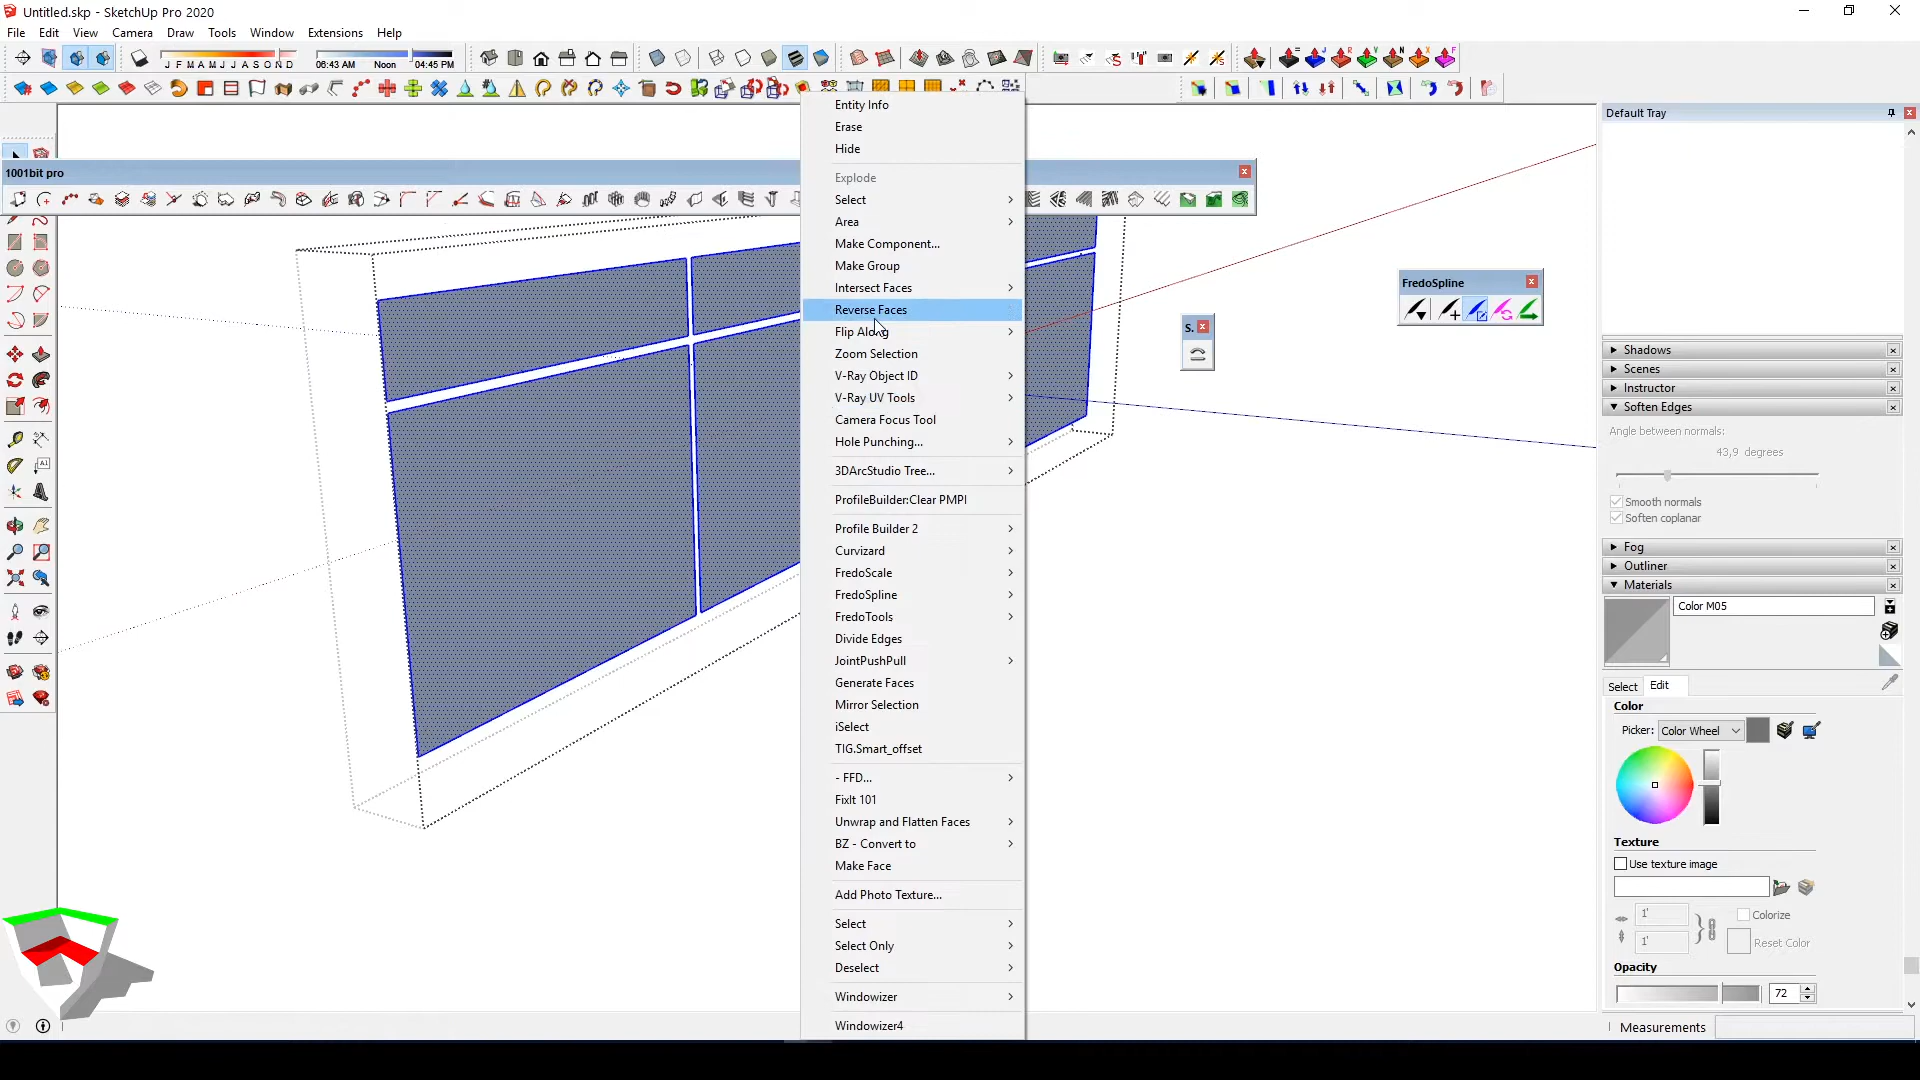 Untitled.skp - SketchUp Pro 2020
File Edit View Camera Draw Tools Window Extensions Help
J F M A M J J A S O N D
06:43 AM Noon 04:45 PM
Default Tray
1001bit pro
Entity Info
Erase
Hide
Explode
Select
Area
Make Component...
Make Group
Intersect Faces
Reverse Faces
Flip Along
Zoom Selection
V-Ray Object ID
V-Ray UV Tools
Camera Focus Tool
Hole Punching...
3DArcStudio Tree...
ProfileBuilder:Clear PMPI
Profile Builder 2
Curvizard
FredoScale
FredoSpline
FredoTools
Divide Edges
JointPushPull
Generate Faces
Mirror Selection
iSelect
TIG.Smart_offset
- FFD...
FixIt 101
Unwrap and Flatten Faces
BZ - Convert to
Make Face
Add Photo Texture...
Select
Select Only
Deselect
Windowizer
Windowizer4
S.
FredoSpline
Shadows
Scenes
Instructor
Soften Edges
Angle between normals:
43,9 degrees
Smooth normals
Soften coplanar
Fog
Outliner
Materials
Color M05
Select Edit
Color
Picker: Color Wheel
Texture
Use texture image
1' Colorize
1' Reset Color
Opacity
72
Measurements